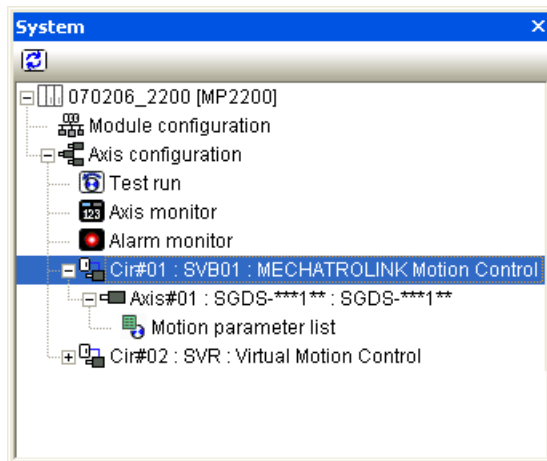 System
070206_2200 [MP2200]
Module configuration
Axis configuration
Test run
123
Axis monitor
Alarm monitor
Cir#01 : SVB01 : MECHATROLINK Motion Control
Axis#01 : SGDS-***1** : SGDS-***1**
Motion parameter list
Cir#02 : SVR : Virtual Motion Control